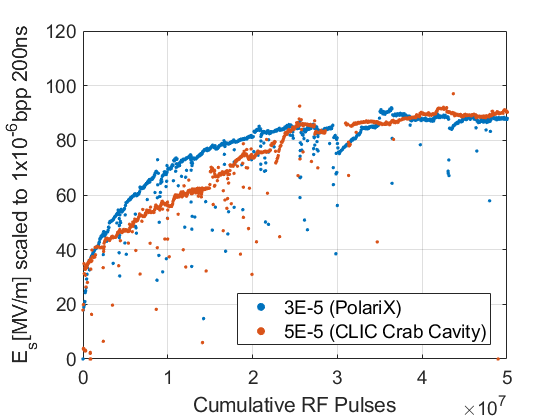 E_s[MV/m] scaled to 1x10^-6bpp 200ns
120
100
80
60
40
20
0
0 1 2 3 4 5
×10^7
Cumulative RF Pulses
3E-5 (PolariX)
5E-5 (CLIC Crab Cavity)